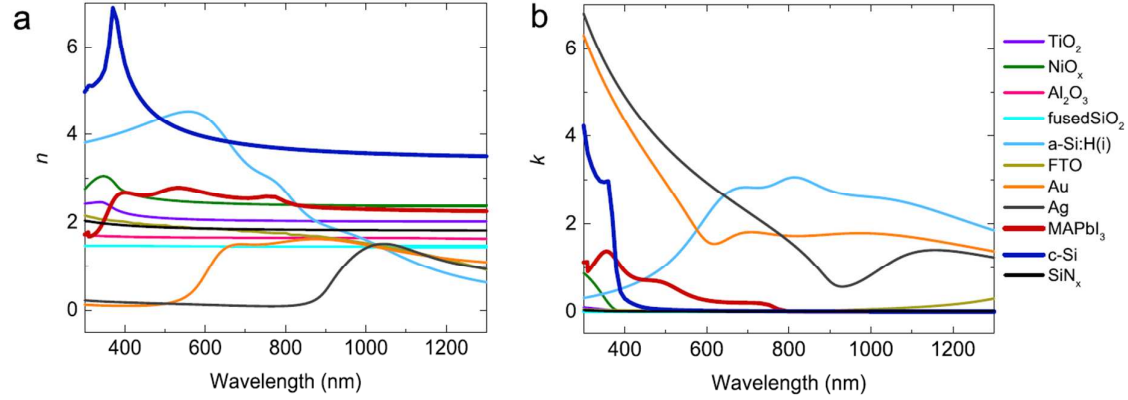 a
n
6
4
2
0
400 600 800 1000 1200
Wavelength (nm)
b
k
6
4
2
0
400 600 800 1000 1200
Wavelength (nm)
TiO₂
NiOₓ
Al₂O₃
fusedSiO₂
a-Si:H(i)
FTO
Au
Ag
MAPbI₃
c-Si
SiNₓ